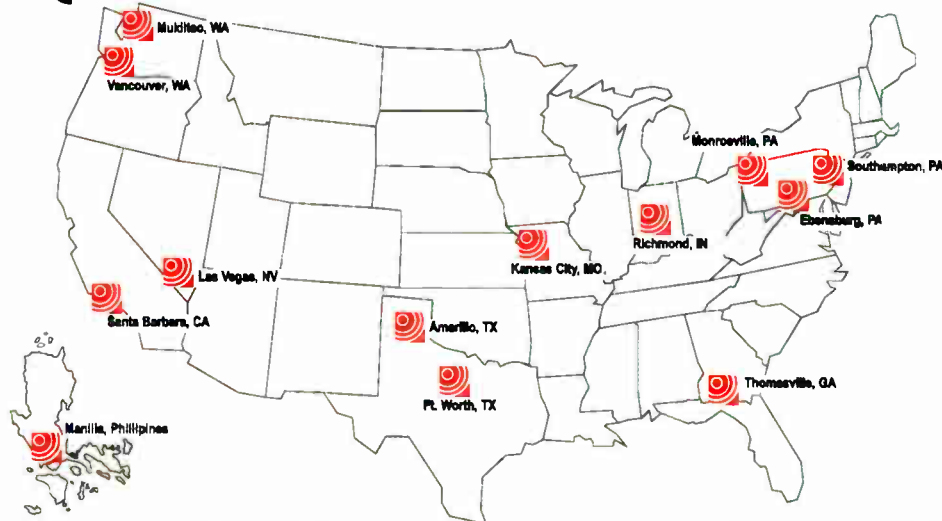 Mukilteo, WA
Vancouver, WA
Monroeville, PA
Southampton, PA
Ebensburg, PA
Richmond, IN
Kansas City, MO
Las Vegas, NV
Santa Barbara, CA
Amarillo, TX
Ft. Worth, TX
Thomasville, GA
Manilla, Phillipines